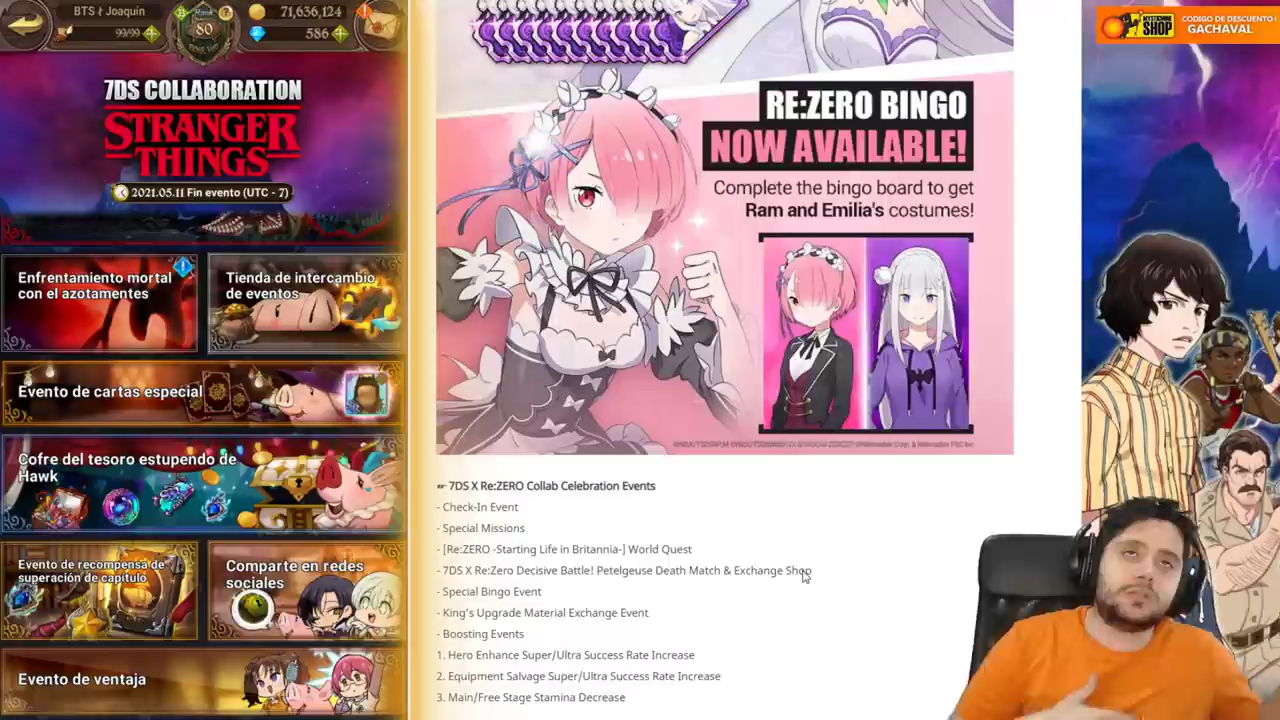 BTS ł Joaquín
99/99
Rank
80
71,636,124
586
7DS COLLABORATION
STRANGER
THINGS
2021.05.11 Fin evento (UTC - 7)
Enfrentamiento mortal
con el azotamentes
Tienda de intercambio
de eventos
Evento de cartas especial
Cofre del tesoro estupendo de
Hawk
Evento de recompensa de
superación de capítulo
Comparte en redes
sociales
Evento de ventaja
RE:ZERO BINGO
NOW AVAILABLE!
Complete the bingo board to get
Ram and Emilia's costumes!
☛ 7DS X Re:ZERO Collab Celebration Events
- Check-In Event
- Special Missions
- [Re:ZERO -Starting Life in Britannia-] World Quest
- 7DS X Re:Zero Decisive Battle! Petelgeuse Death Match & Exchange Shop
- Special Bingo Event
- King's Upgrade Material Exchange Event
- Boosting Events
1. Hero Enhance Super/Ultra Success Rate Increase
2. Equipment Salvage Super/Ultra Success Rate Increase
3. Main/Free Stage Stamina Decrease
SHOP
CODIGO DE DESCUENTO
GACHAVAL